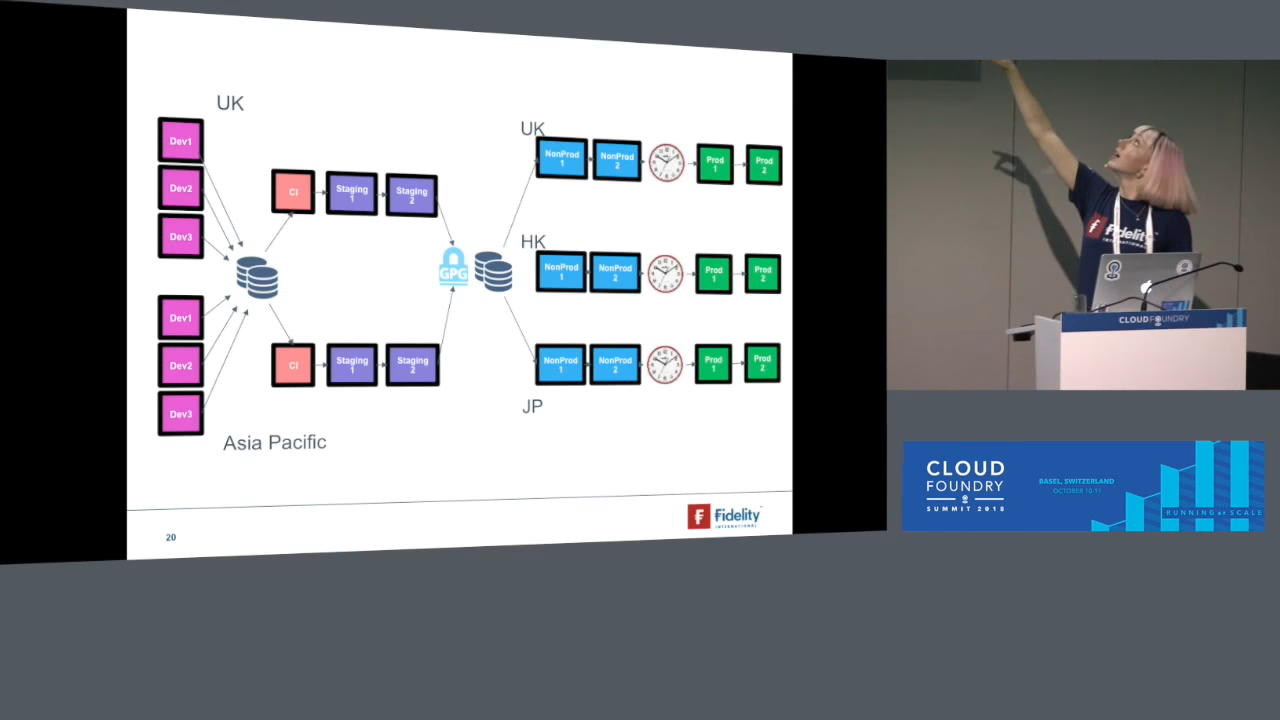 UK
Dev1
Dev2
Dev3
CI
Staging
1
Staging
2
Dev1
Dev2
Dev3
CI
Staging
1
Staging
2
Asia Pacific
GPG
UK
NonProd
1
NonProd
2
Prod
1
Prod
2
HK
NonProd
1
NonProd
2
Prod
1
Prod
2
NonProd
1
NonProd
2
Prod
1
Prod
2
JP
20
Fidelity
INTERNATIONAL
Fidelity
INTERNATIONAL
CLOUD FOUNDRY
CLOUD
FOUNDRY
SUMMIT 2018
BASEL, SWITZERLAND
OCTOBER 10-11
RUNNING AT SCALE